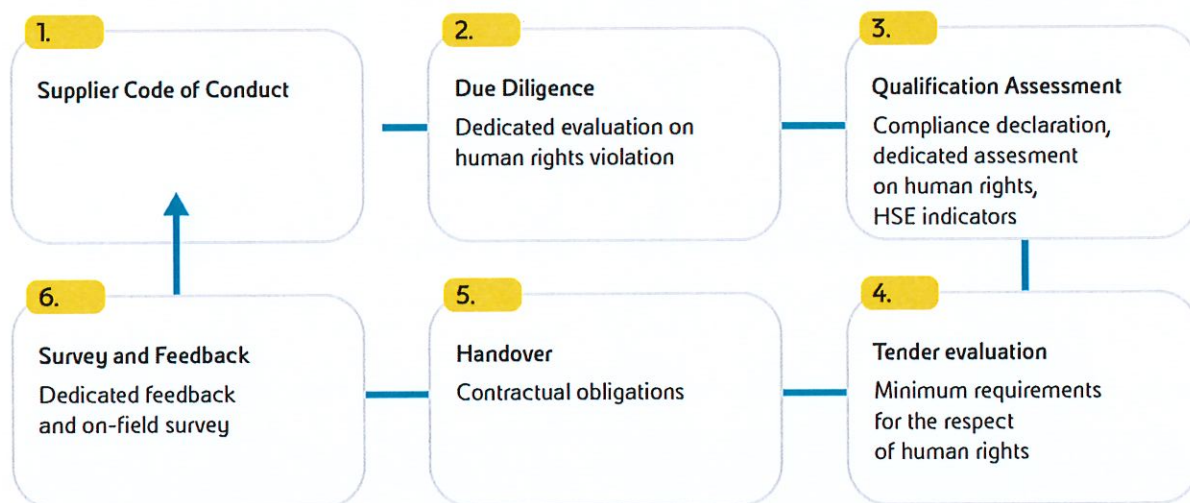 1.
Supplier Code of Conduct
2.
Due Diligence
Dedicated evaluation on
human rights violation
3.
Qualification Assessment
Compliance declaration,
dedicated assesment
on human rights,
HSE indicators
6.
Survey and Feedback
Dedicated feedback
and on-field survey
5.
Handover
Contractual obligations
4.
Tender evaluation
Minimum requirements
for the respect
of human rights